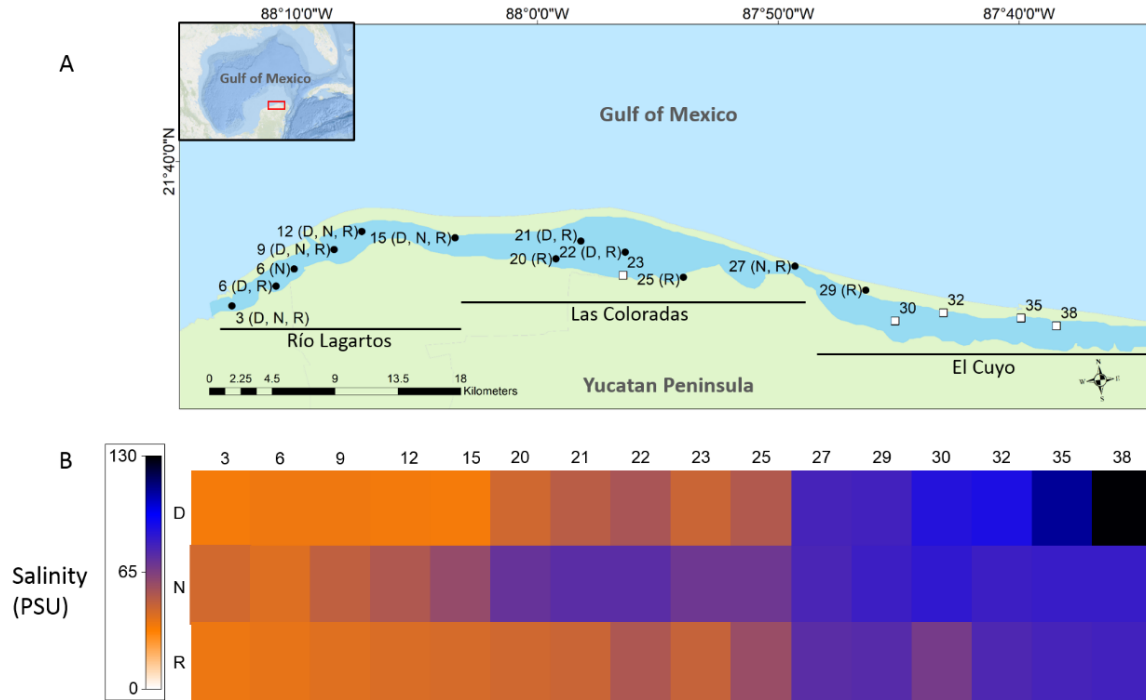 88°10'0"W 88°0'0"W 87°50'0"W 87°40'0"W
A
Gulf of Mexico
Gulf of Mexico
21°40'0"N
12 (D, N, R)
15 (D, N, R)
21 (D, R)
9 (D, N, R)
22 (D, R)
20 (R)
23
6 (N)
27 (N, R)
25 (R)
6 (D, R)
29 (R)
3 (D, N, R)
30
32
35
38
Las Coloradas
Río Lagartos
El Cuyo
0 2.25 4.5 9 13.5 18
Kilometers
Yucatan Peninsula
N
W E
S
B
130 3 6 9 12 15 20 21 22 23 25 27 29 30 32 35 38
D
Salinity
(PSU)
65
N
R
0